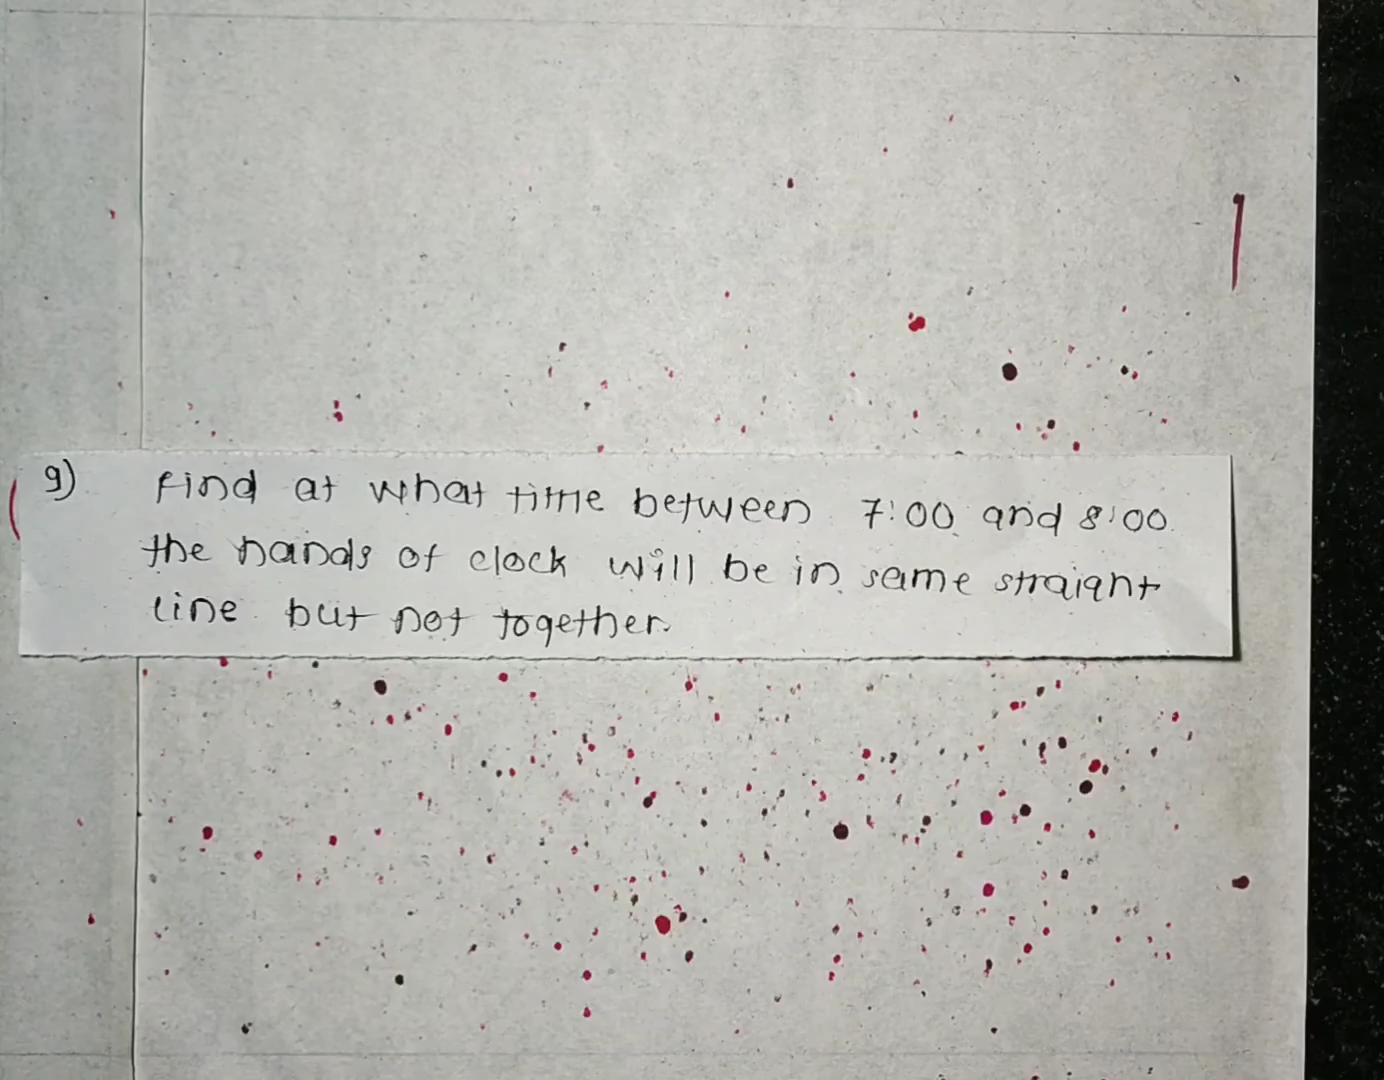 9) Find at what time between 7:00 and 8:00
the hands of clock will be in same straight
line but not together.